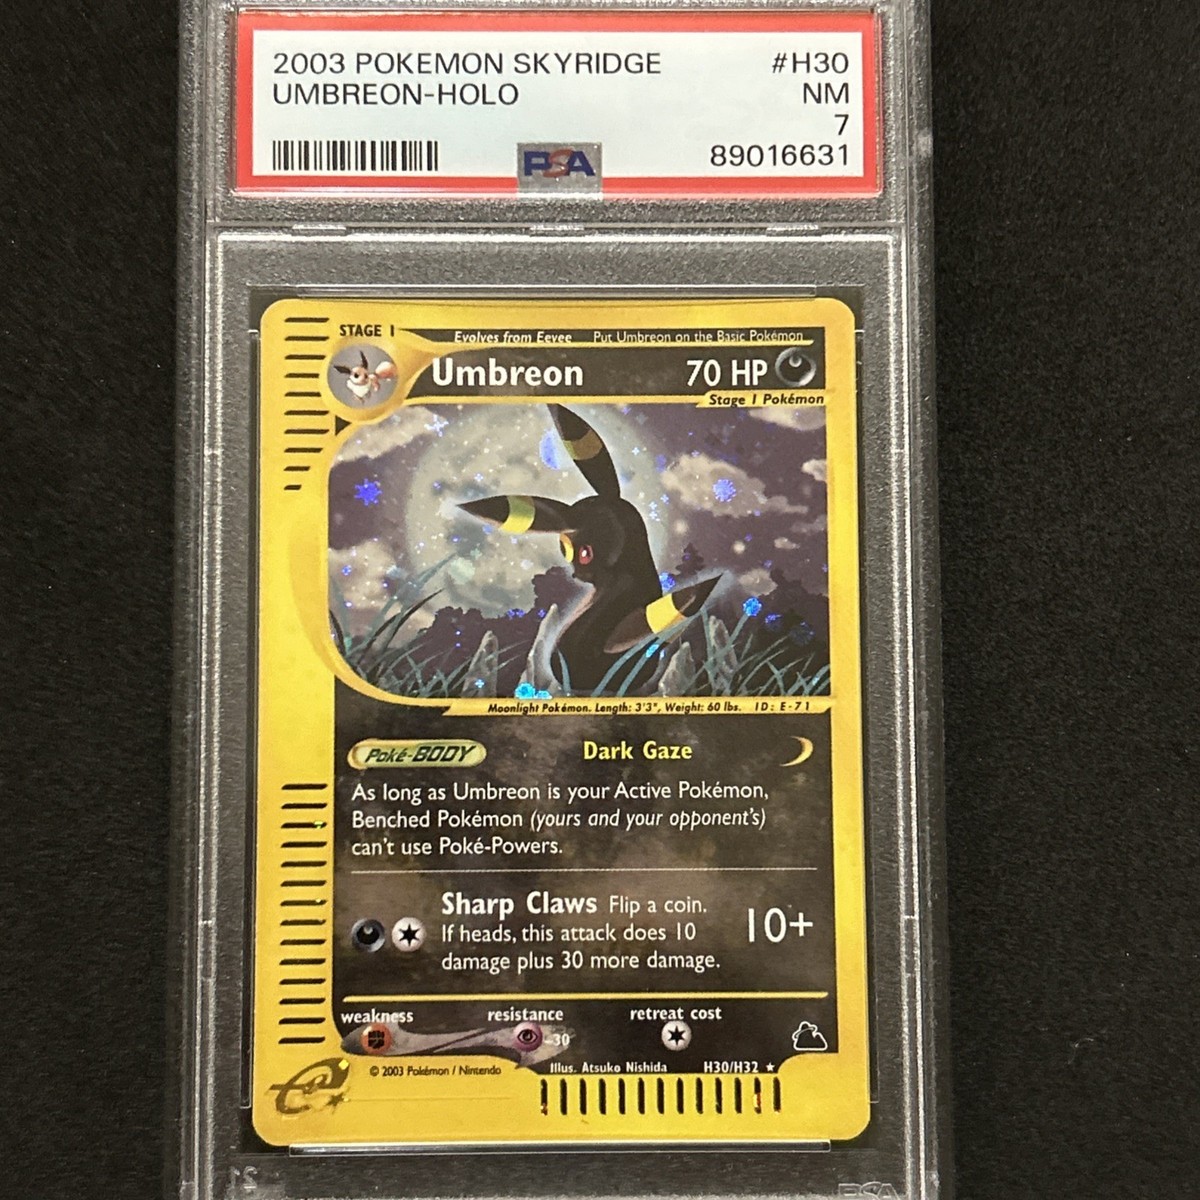 2003 POKEMON SKYRIDGE #H30
UMBREON-HOLO NM
7
PSA 89016631
STAGE 1 Evolves from Eevee Put Umbreon on the Basic Pokémon
Umbreon 70 HP
Stage 1 Pokémon
Moonlight Pokémon. Length: 3'3", Weight: 60 lbs. ID: E-71
Poké-BODY Dark Gaze
As long as Umbreon is your Active Pokémon,
Benched Pokémon (yours and your opponent's)
can't use Poké-Powers.
Sharp Claws Flip a coin.
If heads, this attack does 10 10+
damage plus 30 more damage.
weakness resistance retreat cost
-30
© 2003 Pokémon / Nintendo Illus. Atsuko Nishida H30/H32 ★
e
PSA